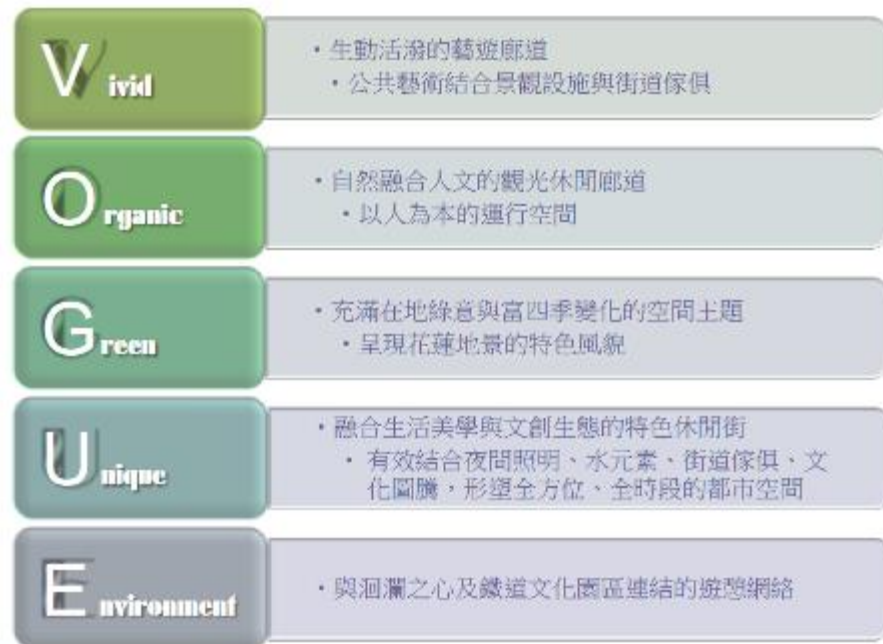 Vivid
・生動活潑的藝遊廊道
・公共藝術結合景觀設施與街道傢俱
Organic
・自然融合人文的觀光休閒廊道
・以人為本的運行空間
Green
・充滿在地綠意與富四季變化的空間主題
・呈現花蓮地景的特色風貌
Unique
・融合生活美學與文創生態的特色休閒街
・有效結合夜間照明、水元素、街道傢俱、文
化圖騰，形塑全方位、全時段的都市空間
Environment
・與洄瀾之心及鐵道文化園區連結的遊憩網絡